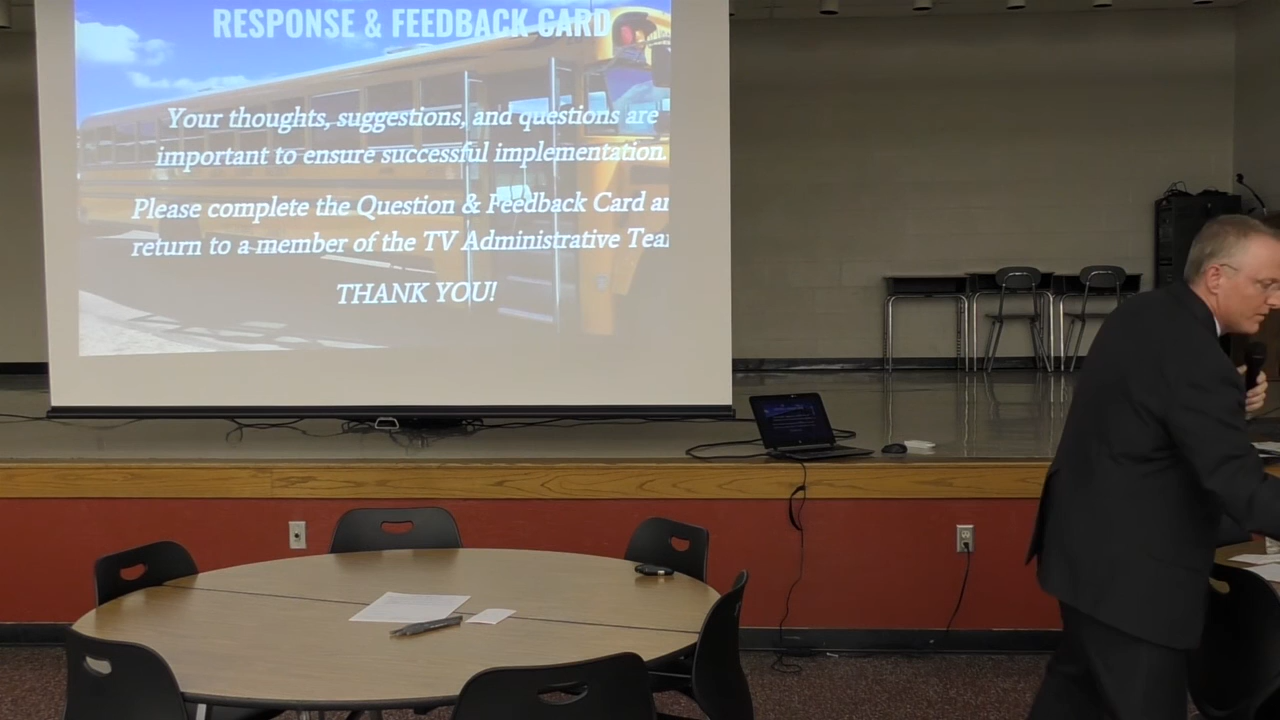 RESPONSE & FEEDBACK CARD
Your thoughts, suggestions, and questions are
important to ensure successful implementation.
Please complete the Question & Feedback Card
return to a member of the TV Administrative
THANK YOU!